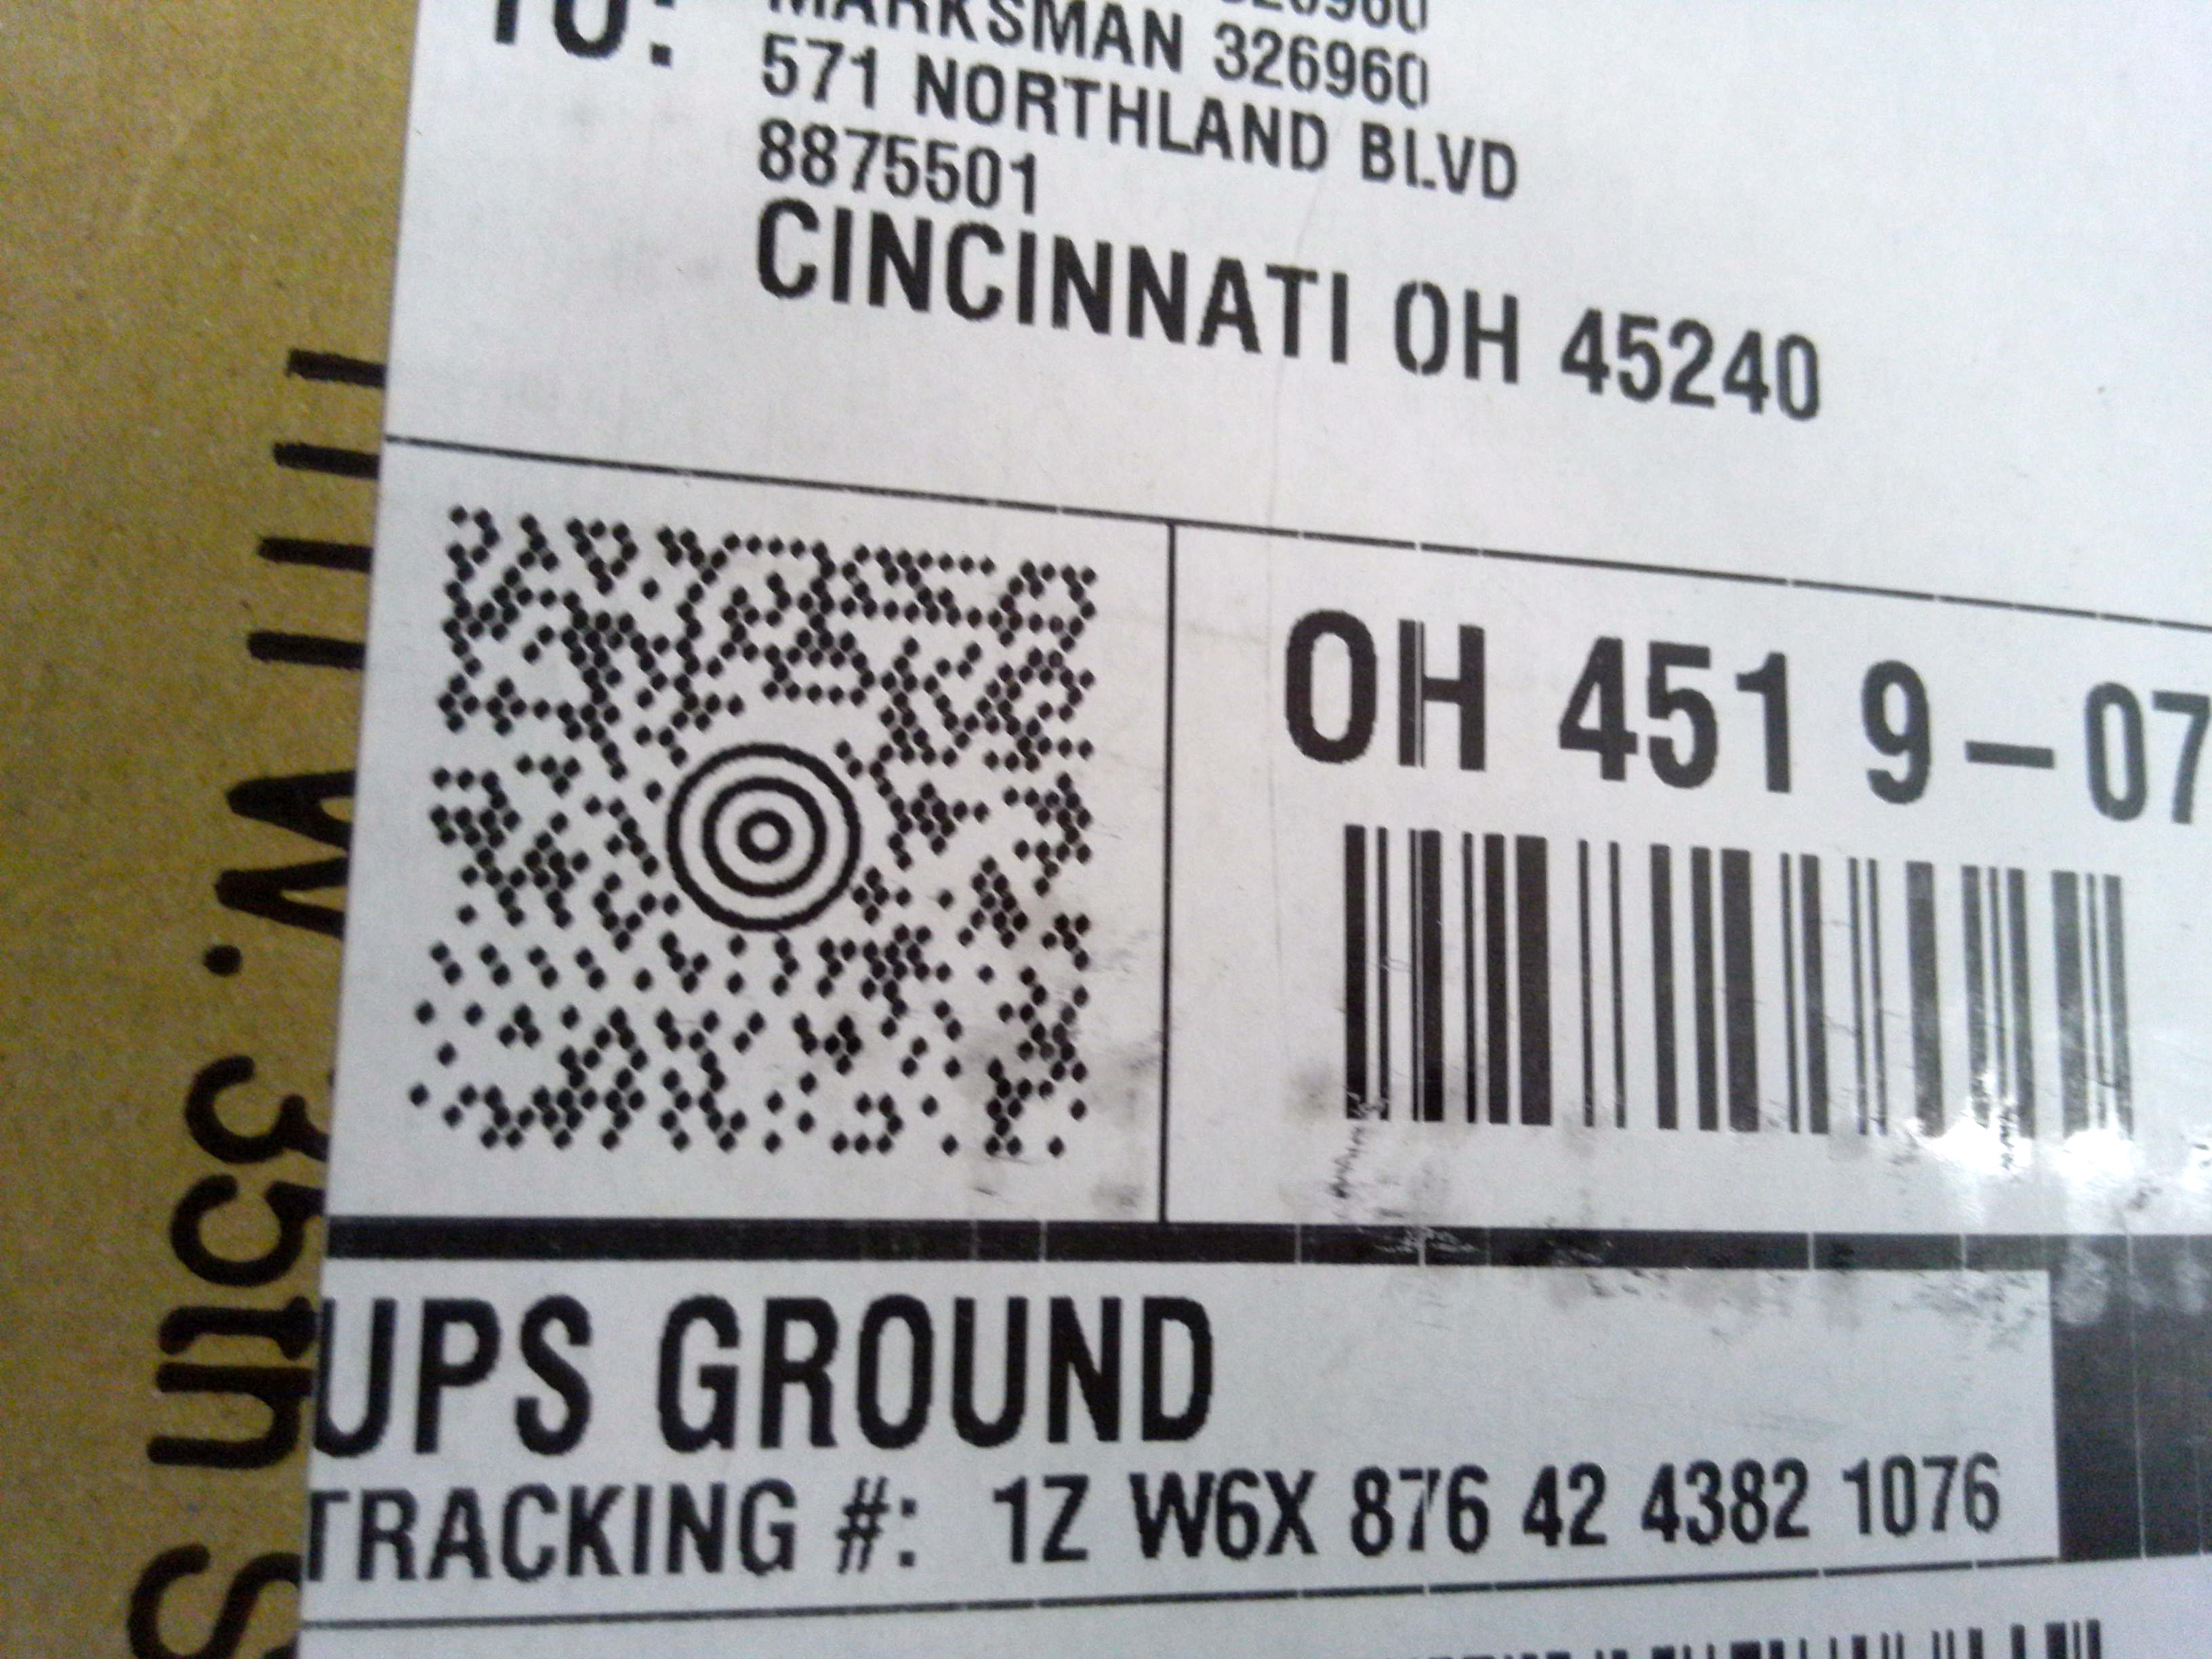 TO:
MARKSMAN 326960
571 NORTHLAND BLVD
8875501
CINCINNATI OH 45240
OH 451 9-07
UPS GROUND
TRACKING #: 1Z W6X 876 42 4382 1076